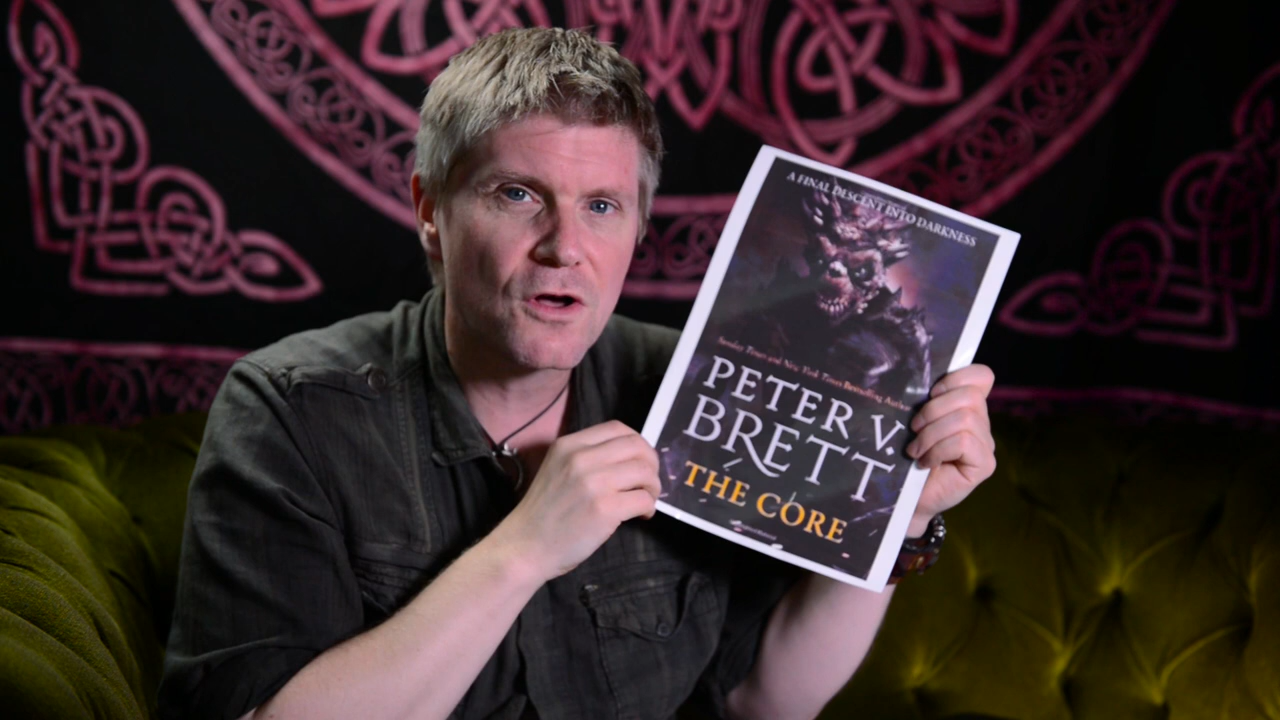 A FINAL DESCENT INTO DARKNESS
Sunday Times and New York Times Bestselling Author
PETER V.
BRETT
THE CORE